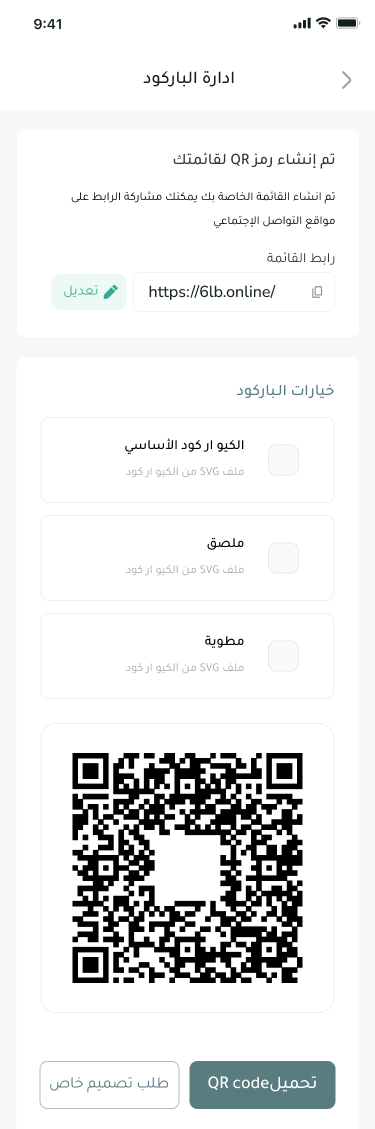 9:41
ادارة الباركود
تم إنشاء رمز QR لقائمتك
تم انشاء القائمة الخاصة بك يمكنك مشاركة الرابط على
مواقع التواصل الإجتماعي
رابط القائمة
https://6lb.online/
تعديل
خيارات الباركود
الكيو ار كود الأساسي
ملف SVG من الكيو ار كود
ملصق
ملف SVG من الكيو ار كود
مطوية
ملف SVG من الكيو ار كود
تحميلQR code
طلب تصميم خاص